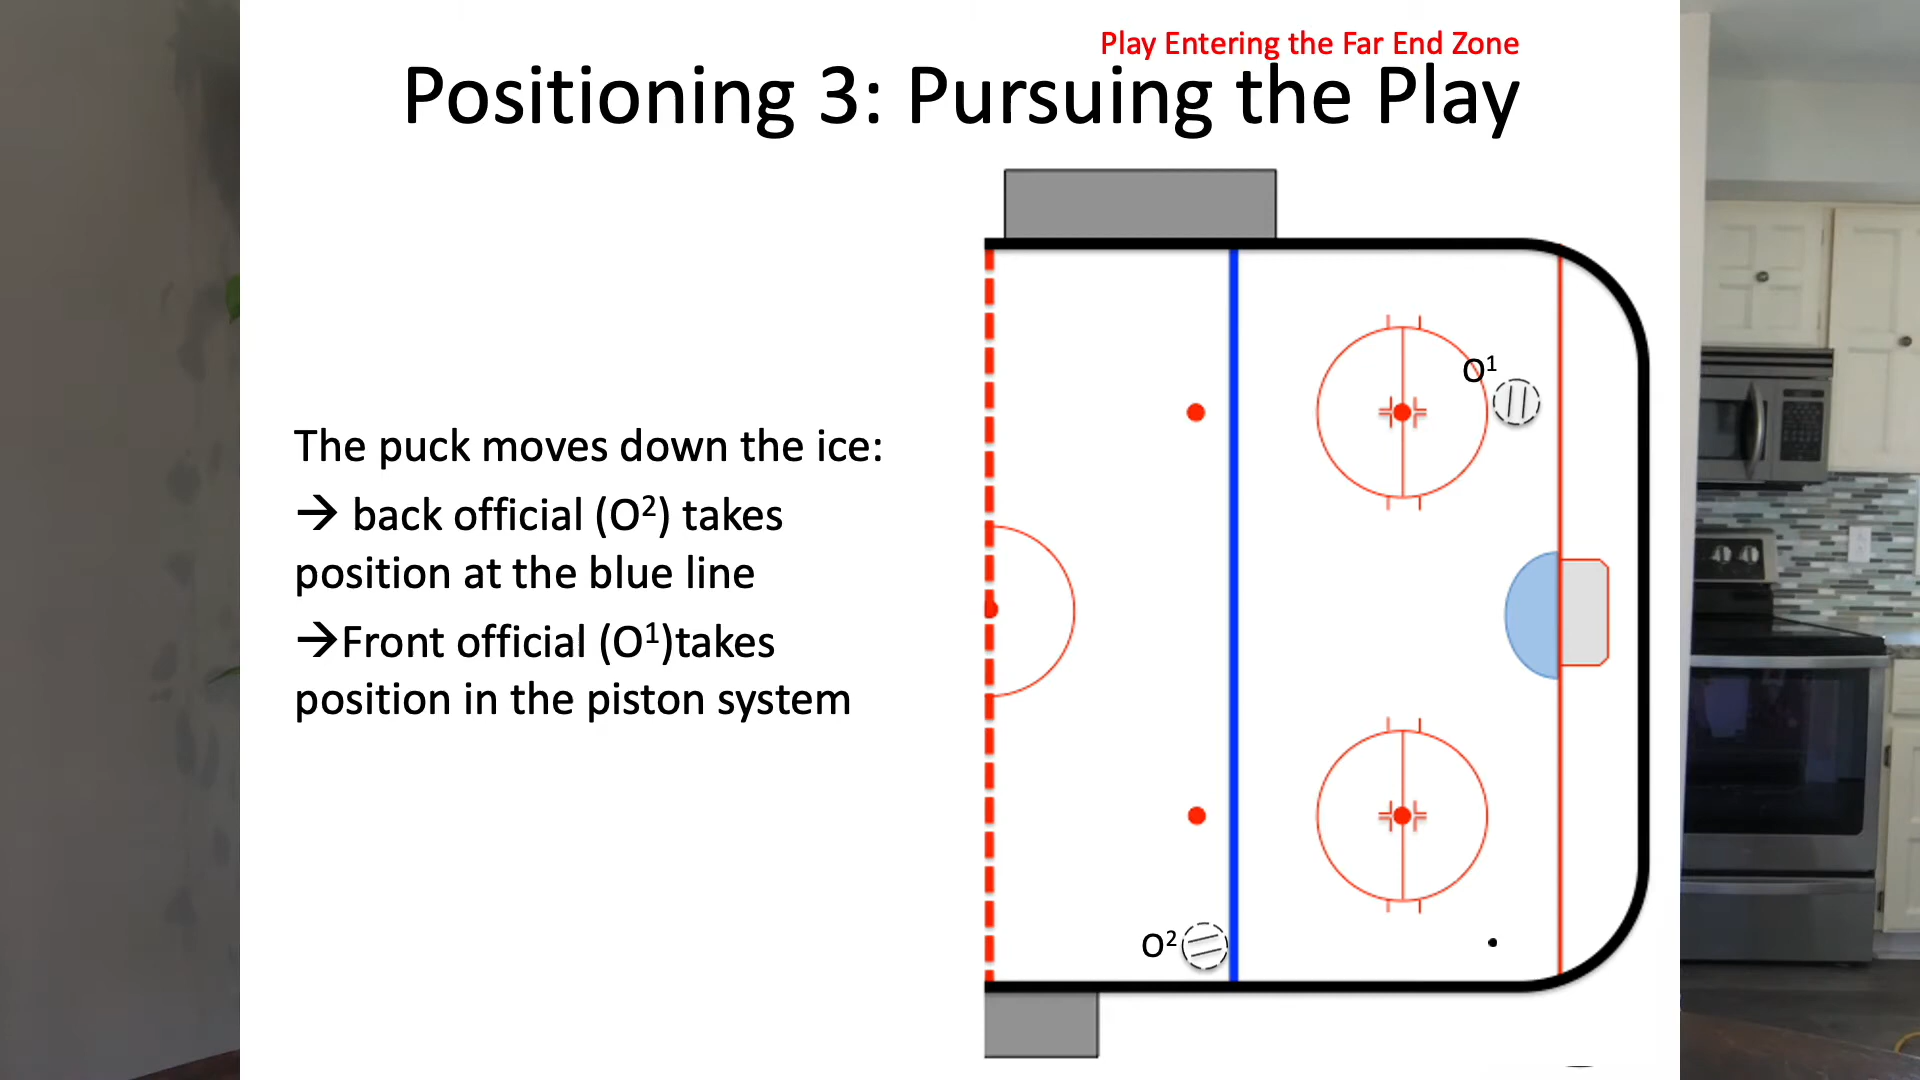 Play Entering the Far End Zone
Positioning 3: Pursuing the Play
The puck moves down the ice:
→ back official (O²) takes
position at the blue line
→Front official (O¹)takes
position in the piston system
O¹
O²